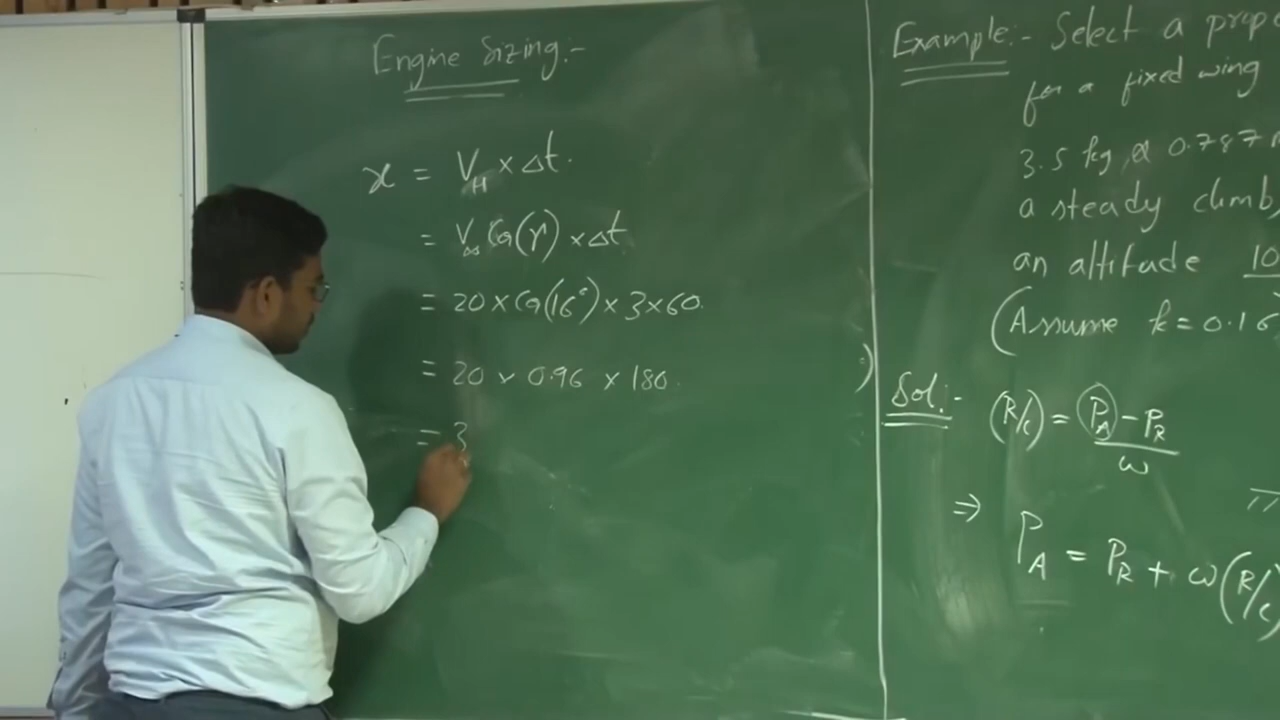 Engine Sizing:-
x = V_H × Δt.
= V_∞ Cos(γ) × Δt
= 20 × Cos(16°) × 3 × 60.
= 20 × 0.96 × 180.
= 3
)
Example:- Select a prop
for a fixed wing
3.5 kg, a 0.787
a steady climb,
an altitude 10
(Assume k = 0.16
Sol:- (R/c) = (P_A - P_R)/ω
⇒ P_A = P_R + ω(R/c)